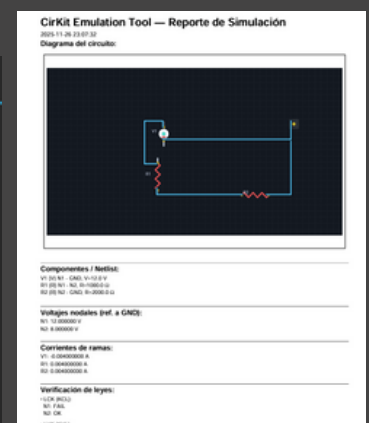 CirKit Emulation Tool — Reporte de Simulación
2025-11-26 23:07:32
Diagrama del circuito:
Componentes / Netlist:
V1 (V) N1 - GND, V=12.0 V
R1 (R) N1 - N2, R=1000.0 Ω
R2 (R) N2 - GND, R=2000.0 Ω
Voltajes nodales (ref. a GND):
N1: 12.000000 V
N2: 8.000000 V
Corrientes de ramas:
V1: -0.004000000 A
R1: 0.004000000 A
R2: 0.004000000 A
Verificación de leyes:
- LCK (KCL):
N1: FAIL
N2: OK